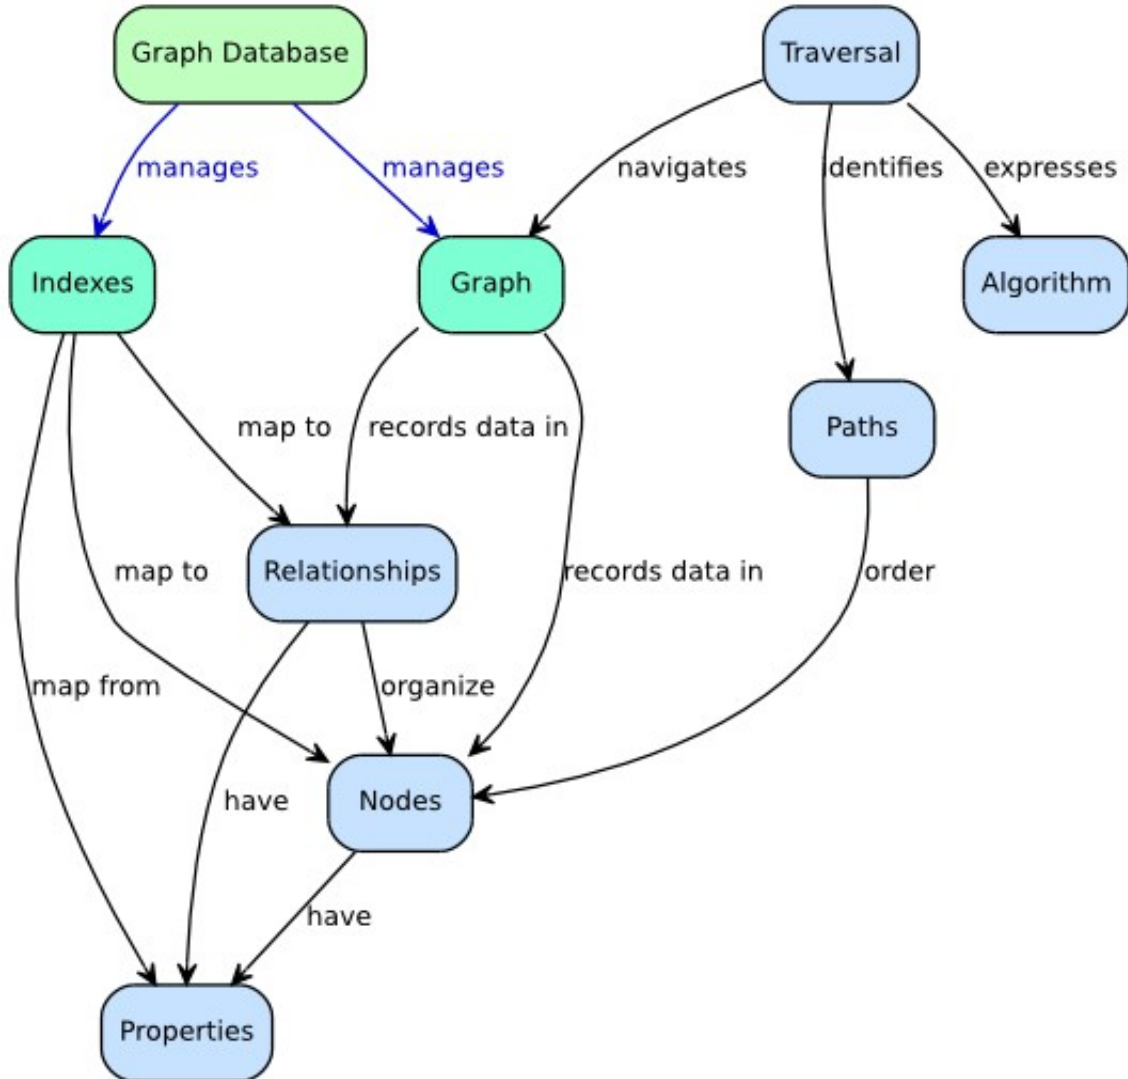 Graph Database
Traversal
manages
manages
navigates
identifies
expresses
Indexes
Graph
Algorithm
map to
records data in
Paths
map to
Relationships
records data in
order
map from
organize
have
Nodes
have
Properties